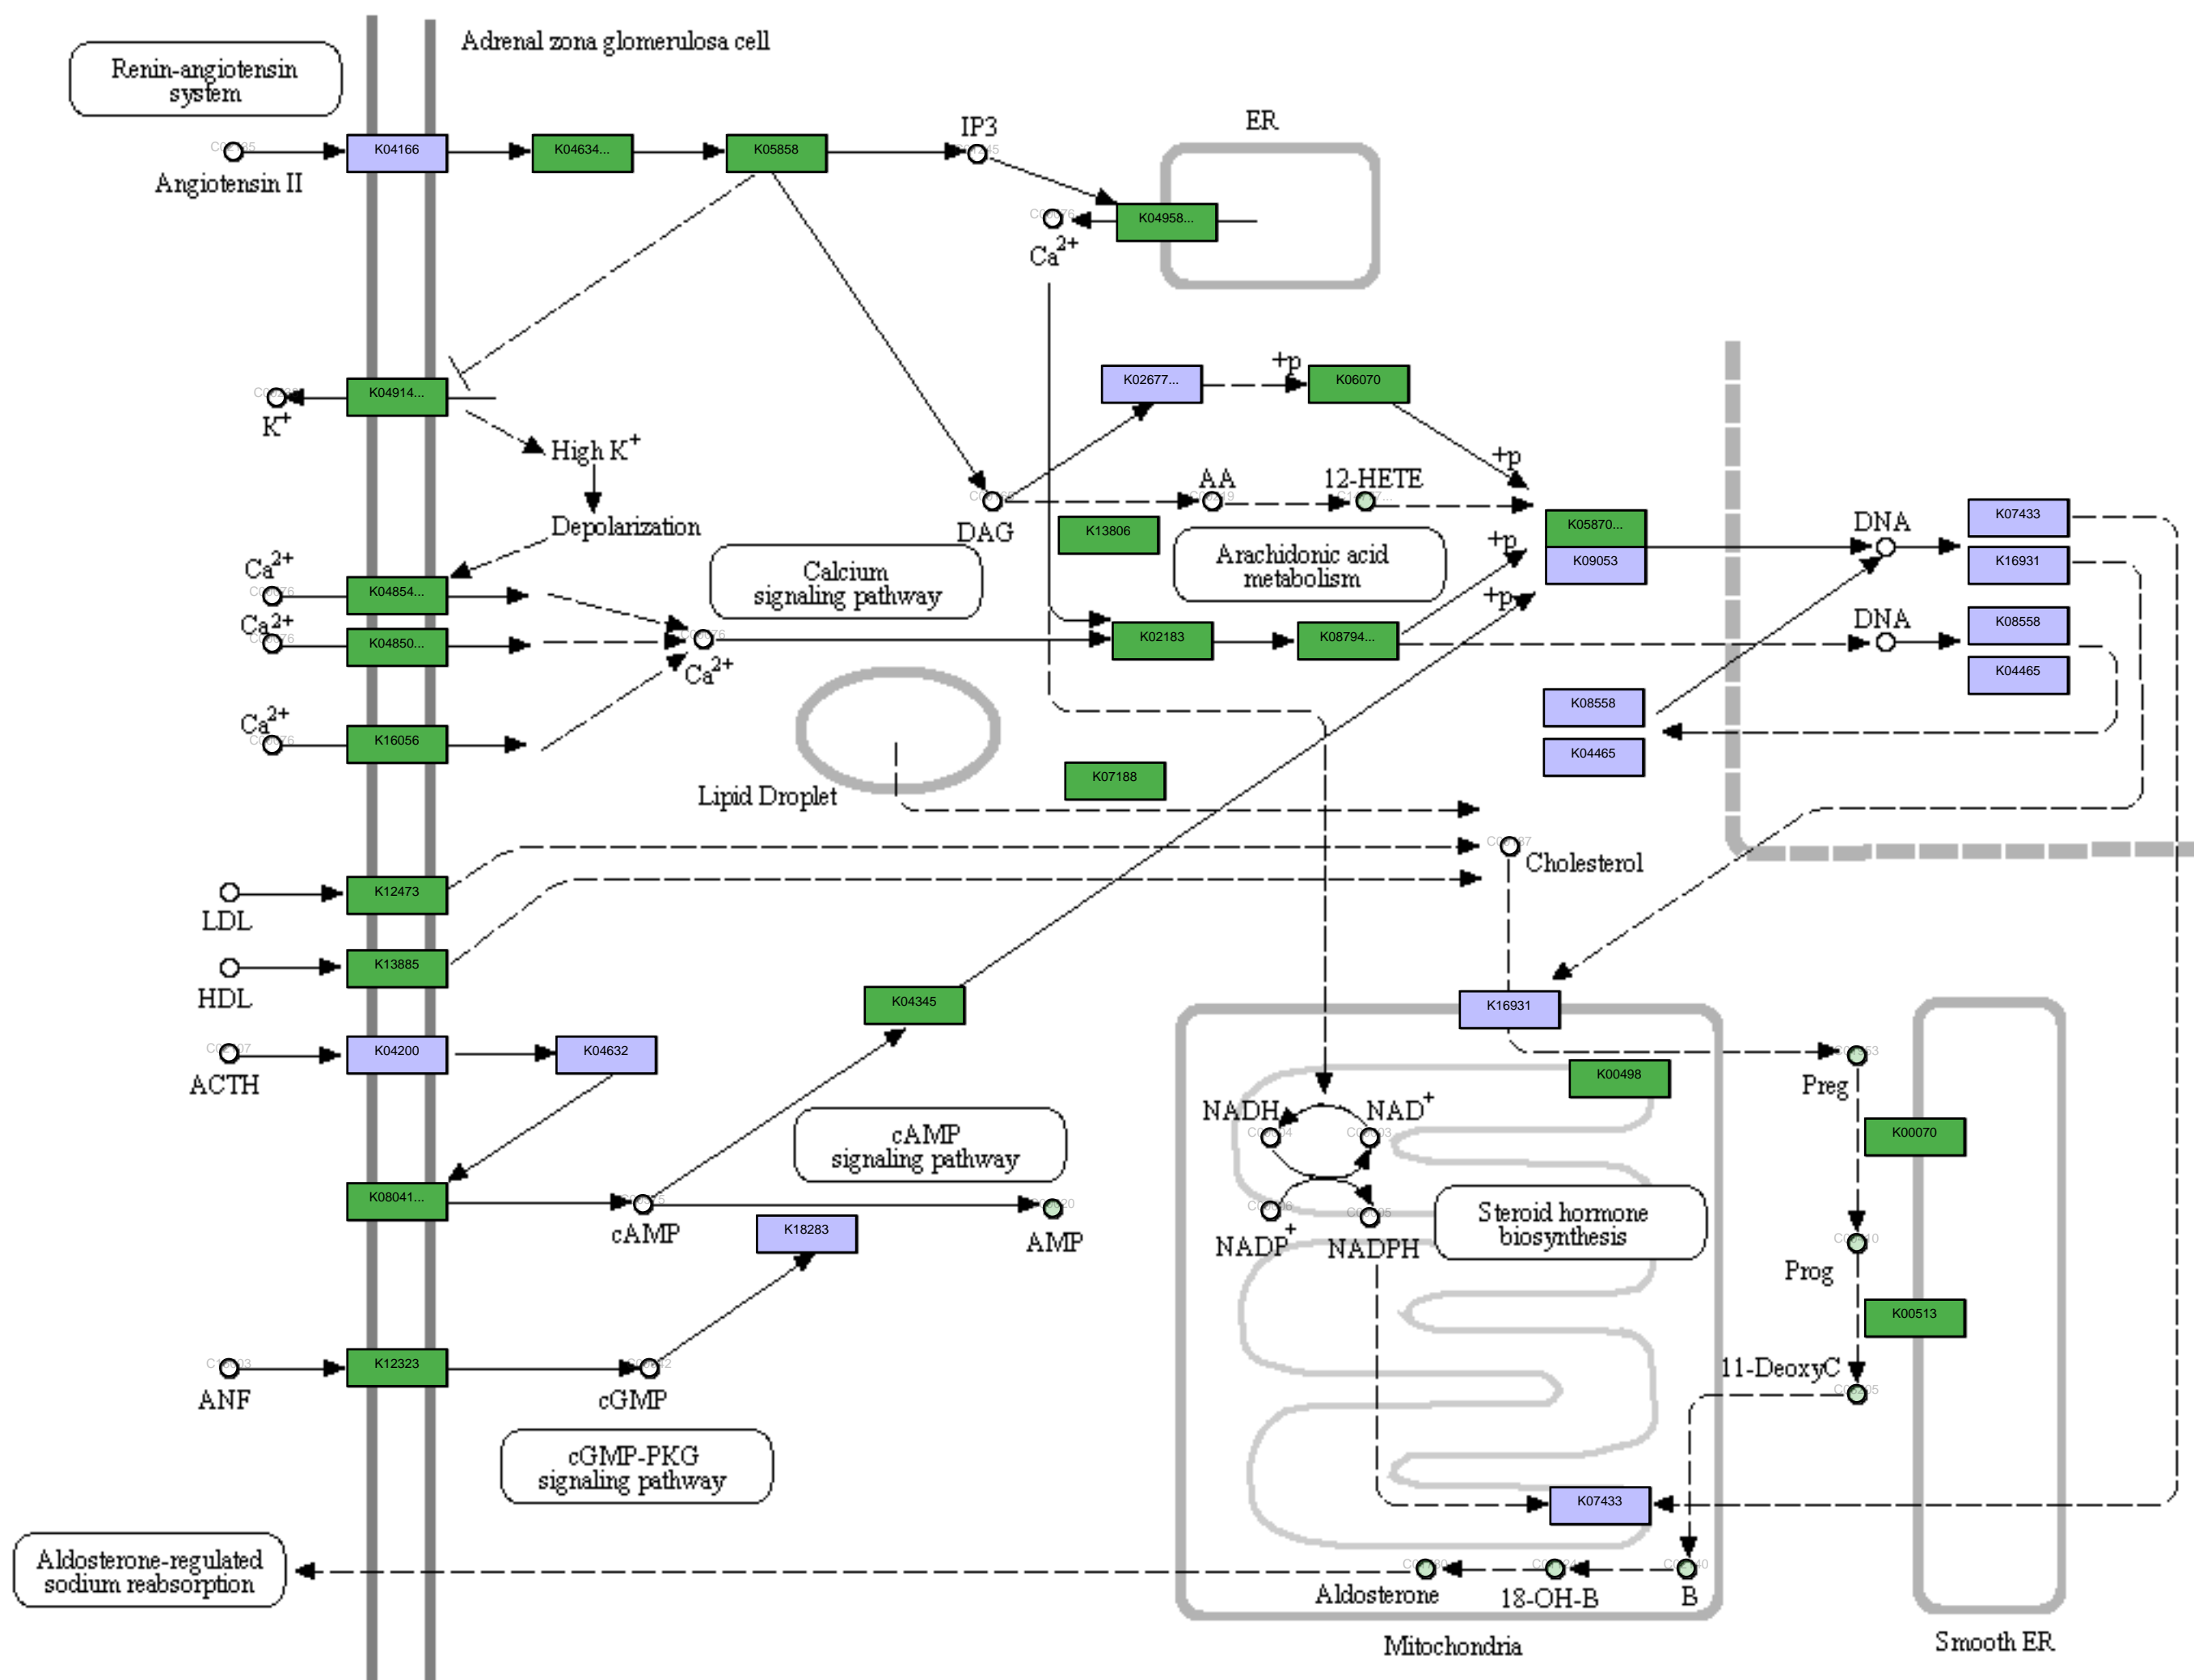 Adrenal zona glomerulosa cell
Renin-angiotensin
system
IP3
ER
K04166
K04634...
K05858
Angiotensin II
K04958...
Ca2+
+p
K02677...
K06070
K04914...
K+
High K+
+p
AA
12-HETE
DAG
Depolarization
K13806
K05870...
K09053
DNA
K07433
K16931
Arachidonic acid
metabolism
+p
Calcium
signaling pathway
Ca2+
K04854...
+p
Ca2+
K04850...
Ca2+
K02183
K08794...
DNA
K08558
K04465
K08558
K04465
Ca2+
K16056
K07188
Lipid Droplet
Cholesterol
K12473
LDL
K13885
HDL
K04345
K16931
K04200
K04632
ACTH
Preg
K00498
NADH
NAD+
K00070
cAMP
signaling pathway
K08041...
cAMP
K18283
AMP
NADP+
NADPH
Steroid hormone
biosynthesis
Prog
K00513
K12323
ANF
cGMP
11-DeoxyC
cGMP-PKG
signaling pathway
K07433
Aldosterone-regulated
sodium reabsorption
Aldosterone
18-OH-B
B
Mitochondria
Smooth ER